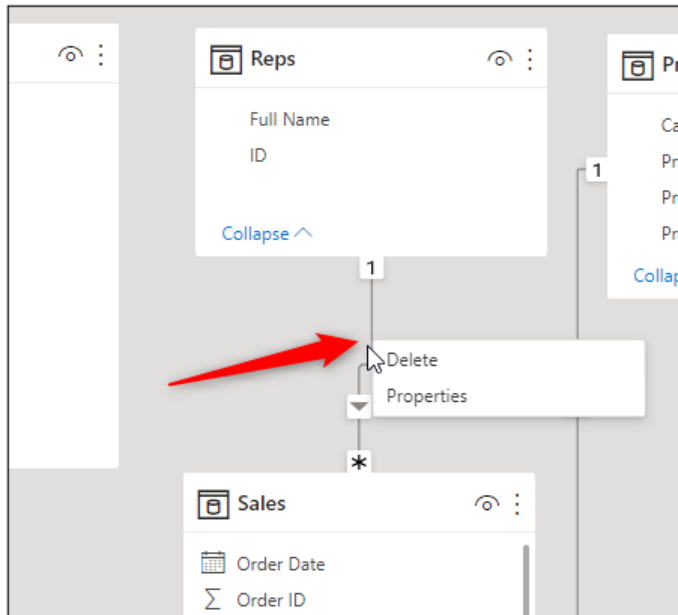 Reps
Full Name
ID
Collapse
1
Delete
Properties
*
Sales
Order Date
Order ID
1